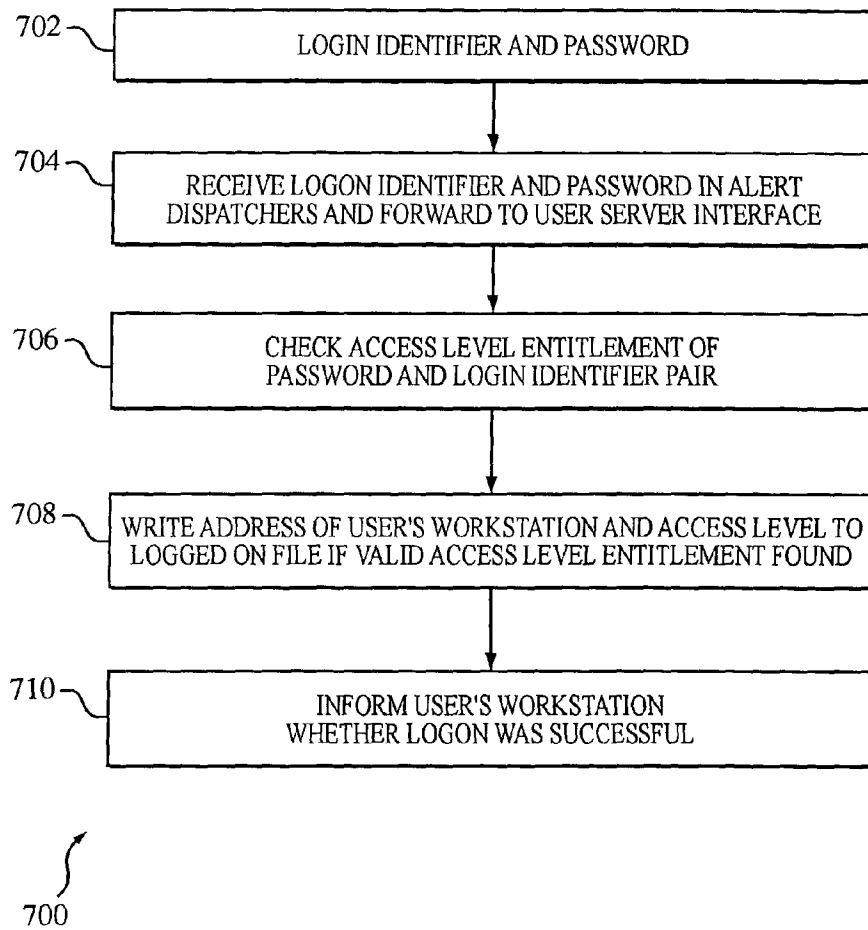 702
LOGIN IDENTIFIER AND PASSWORD
704
RECEIVE LOGON IDENTIFIER AND PASSWORD IN ALERT
DISPATCHERS AND FORWARD TO USER SERVER INTERFACE
706
CHECK ACCESS LEVEL ENTITLEMENT OF
PASSWORD AND LOGIN IDENTIFIER PAIR
708
WRITE ADDRESS OF USER'S WORKSTATION AND ACCESS LEVEL TO
LOGGED ON FILE IF VALID ACCESS LEVEL ENTITLEMENT FOUND
710
INFORM USER'S WORKSTATION
WHETHER LOGON WAS SUCCESSFUL
700